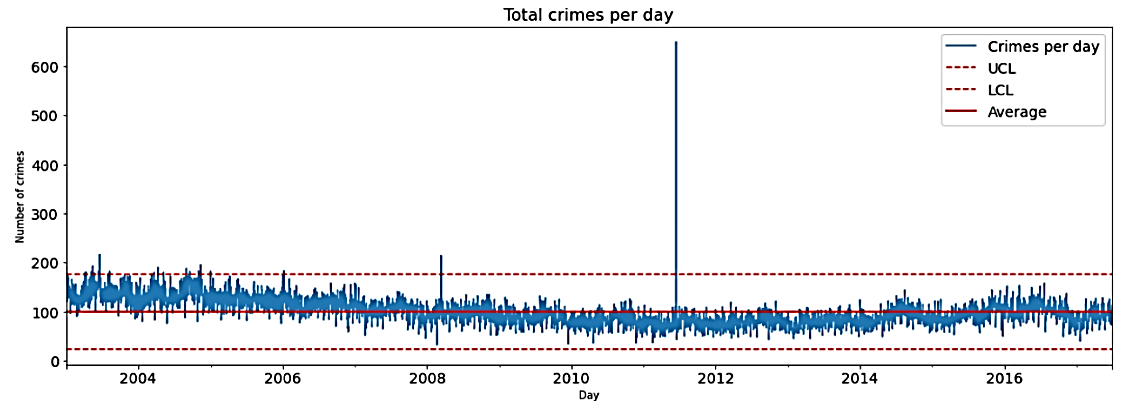 Total crimes per day
Crimes per day
UCL
LCL
Average
Number of crimes
600
500
400
300
200
100
0
2004 2006 2008 2010 2012 2014 2016
Day